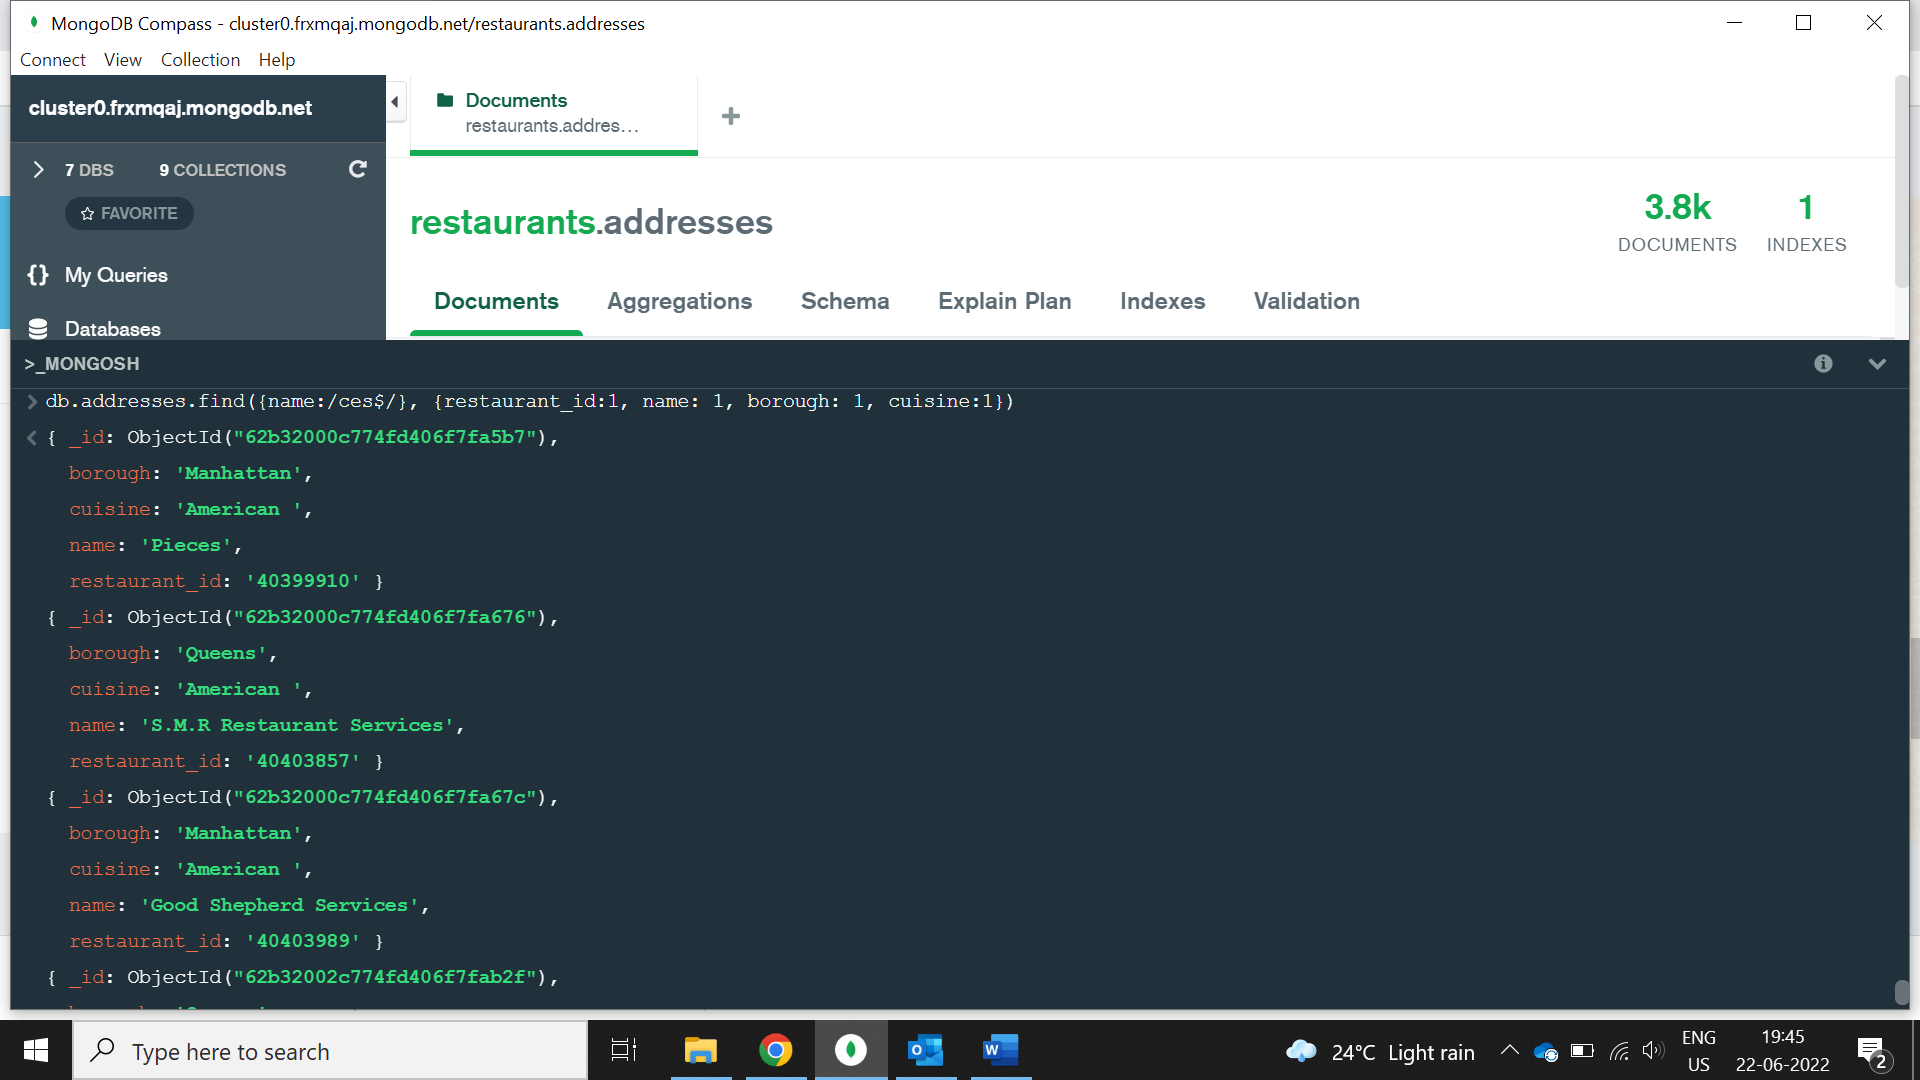 MongoDB Compass - cluster0.frxmqaj.mongodb.net/restaurants.addresses
Connect View Collection Help
cluster0.frxmqaj.mongodb.net
Documents
restaurants.addres...
7 DBS 9 COLLECTIONS
FAVORITE
restaurants.addresses
3.8k
DOCUMENTS
1
INDEXES
My Queries
Databases
Documents Aggregations Schema Explain Plan Indexes Validation
>_MONGOSH
> db.addresses.find({name:/ces$/}, {restaurant_id:1, name: 1, borough: 1, cuisine:1})
< { _id: ObjectId("62b32000c774fd406f7fa5b7"),
borough: 'Manhattan',
cuisine: 'American ',
name: 'Pieces',
restaurant_id: '40399910' }
{ _id: ObjectId("62b32000c774fd406f7fa676"),
borough: 'Queens',
cuisine: 'American ',
name: 'S.M.R Restaurant Services',
restaurant_id: '40403857' }
{ _id: ObjectId("62b32000c774fd406f7fa67c"),
borough: 'Manhattan',
cuisine: 'American ',
name: 'Good Shepherd Services',
restaurant_id: '40403989' }
{ _id: ObjectId("62b32002c774fd406f7fab2f"),
Type here to search
24°C Light rain
ENG
US
19:45
22-06-2022
2